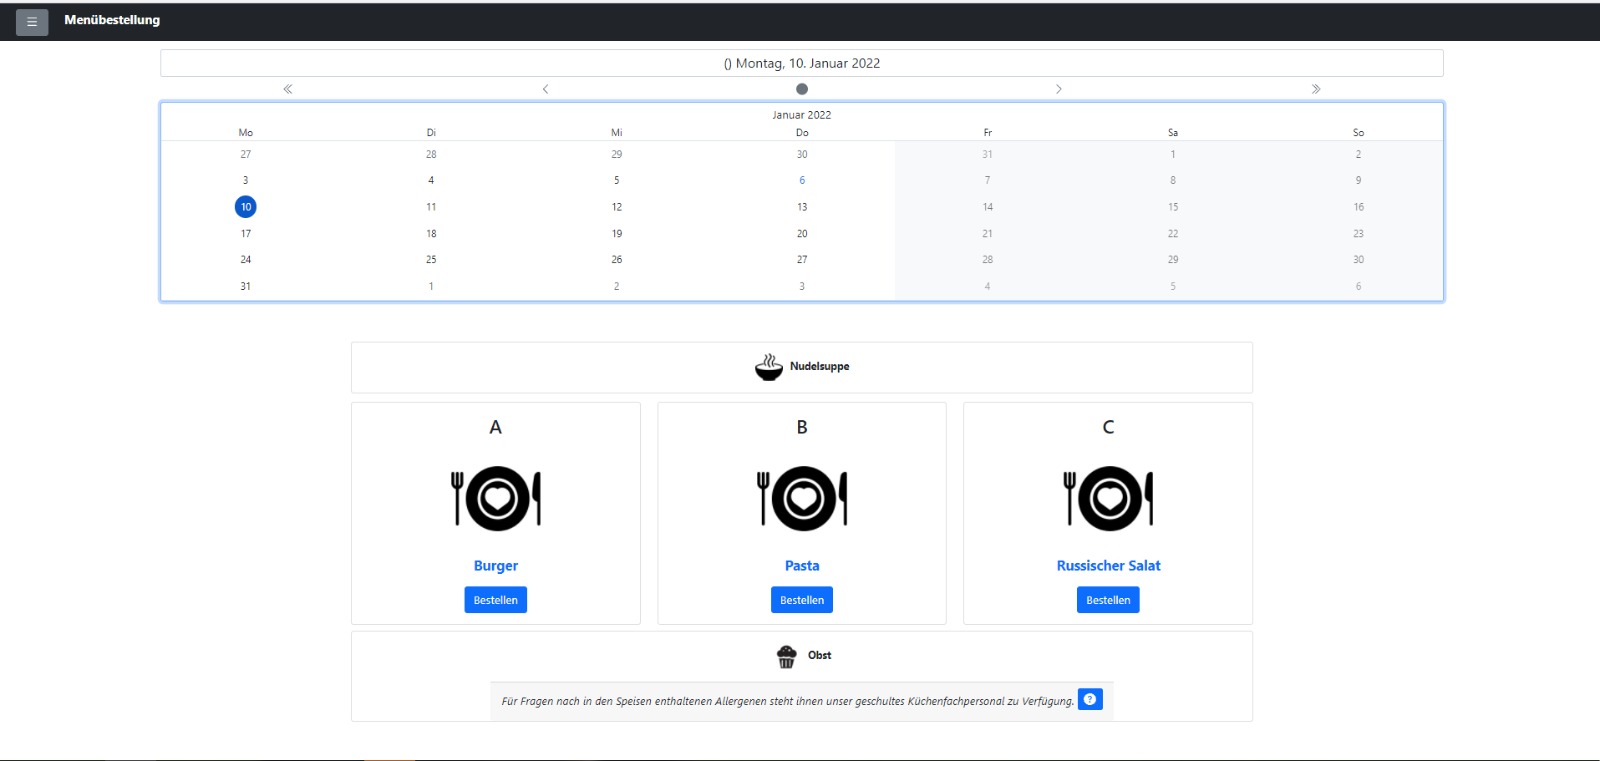 Menübestellung
() Montag, 10. Januar 2022
Januar 2022
Mo Di Mi Do Fr Sa So
27 28 29 30 31 1 2
3 4 5 6 7 8 9
10 11 12 13 14 15 16
17 18 19 20 21 22 23
24 25 26 27 28 29 30
31 1 2 3 4 5 6
Nudelsuppe
A B C
Burger Pasta Russischer Salat
Bestellen Bestellen Bestellen
Obst
Für Fragen nach in den Speisen enthaltenen Allergenen steht ihnen unser geschultes Küchenfachpersonal zu Verfügung. ?